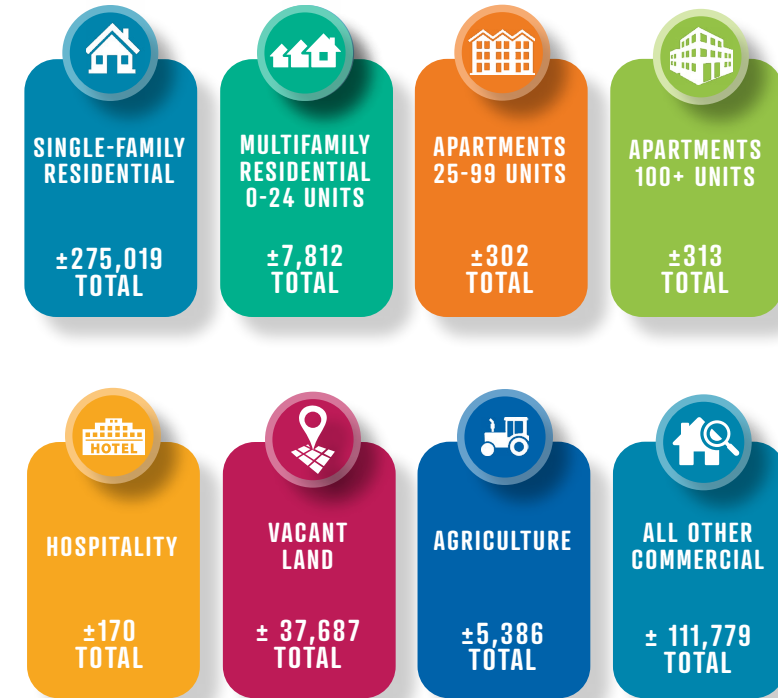 SINGLE-FAMILY
RESIDENTIAL
±275,019
TOTAL
MULTIFAMILY
RESIDENTIAL
0-24 UNITS
±7,812
TOTAL
APARTMENTS
25-99 UNITS
±302
TOTAL
APARTMENTS
100+ UNITS
±313
TOTAL
HOTEL
HOSPITALITY
±170
TOTAL
VACANT
LAND
± 37,687
TOTAL
AGRICULTURE
±5,386
TOTAL
ALL OTHER
COMMERCIAL
± 111,779
TOTAL